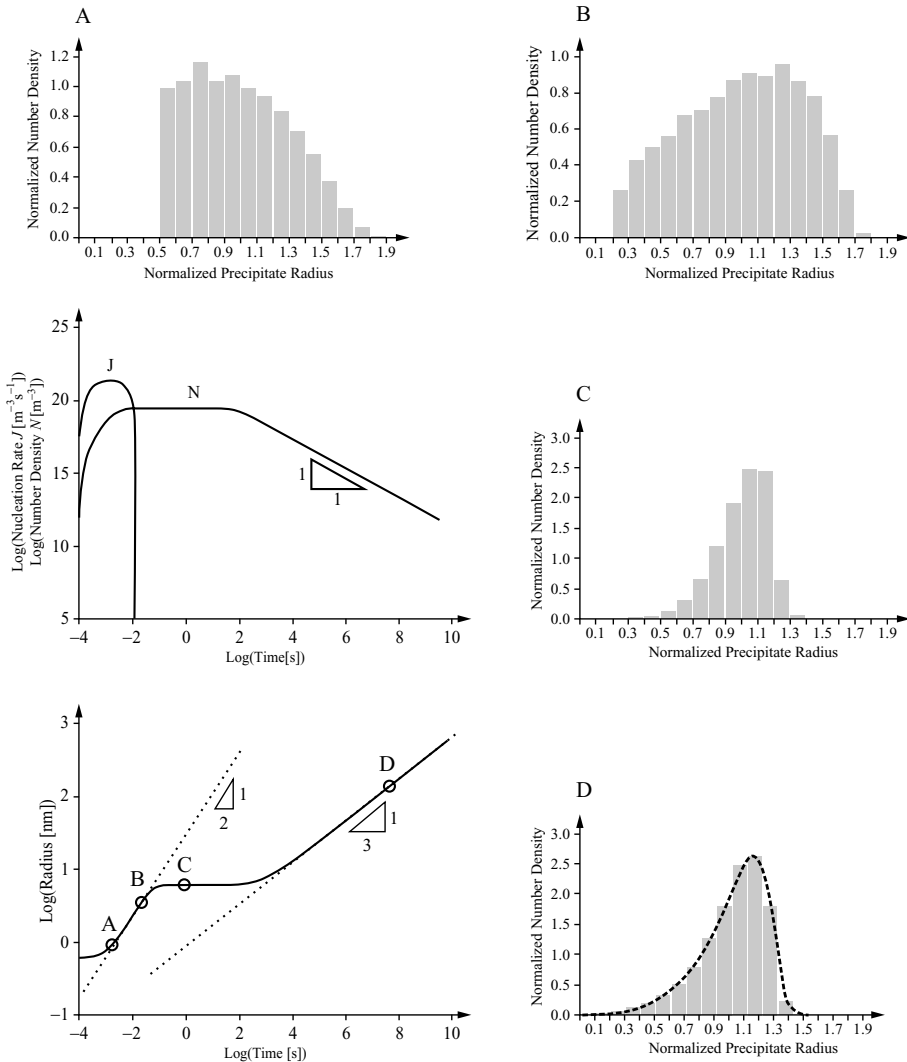 A
Normalized Number Density
1.2
1.0
0.8
0.6
0.4
0.2
0.0
0.1 0.3 0.5 0.7 0.9 1.1 1.3 1.5 1.7 1.9
Normalized Precipitate Radius
B
Normalized Number Density
1.0
0.8
0.6
0.4
0.2
0.0
0.1 0.3 0.5 0.7 0.9 1.1 1.3 1.5 1.7 1.9
Normalized Precipitate Radius
Log(Nucleation Rate J [m⁻³s⁻¹])
Log(Number Density N [m⁻³])
25
20
15
10
5
J
N
1
1
−4 −2 0 2 4 6 8 10
Log(Time[s])
C
Normalized Number Density
3.0
2.5
2.0
1.5
1.0
0.5
0.0
0.1 0.3 0.5 0.7 0.9 1.1 1.3 1.5 1.7 1.9
Normalized Precipitate Radius
Log(Radius [nm])
3
2
1
0
−1
A
B
C
D
1
2
1
3
−4 −2 0 2 4 6 8 10
Log(Time [s])
D
Normalized Number Density
3.0
2.5
2.0
1.5
1.0
0.5
0.0
0.1 0.3 0.5 0.7 0.9 1.1 1.3 1.5 1.7 1.9
Normalized Precipitate Radius